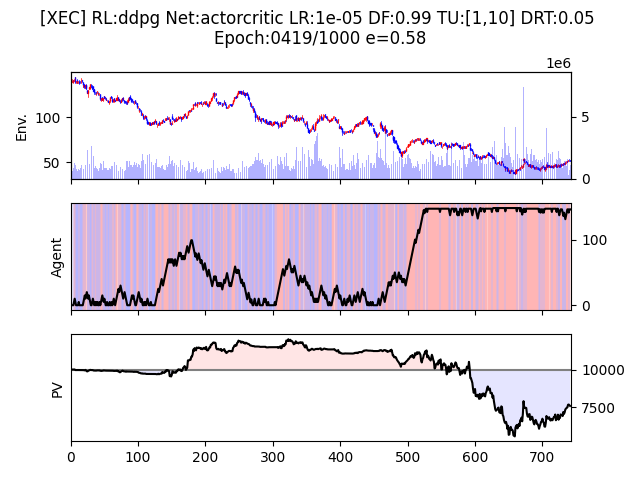 [XEC] RL:ddpg Net:actorcritic LR:1e-05 DF:0.99 TU:[1,10] DRT:0.05
Epoch:0419/1000 e=0.58
1e6
Env.
100
50
5
0
Agent
100
0
PV
10000
7500
0 100 200 300 400 500 600 700